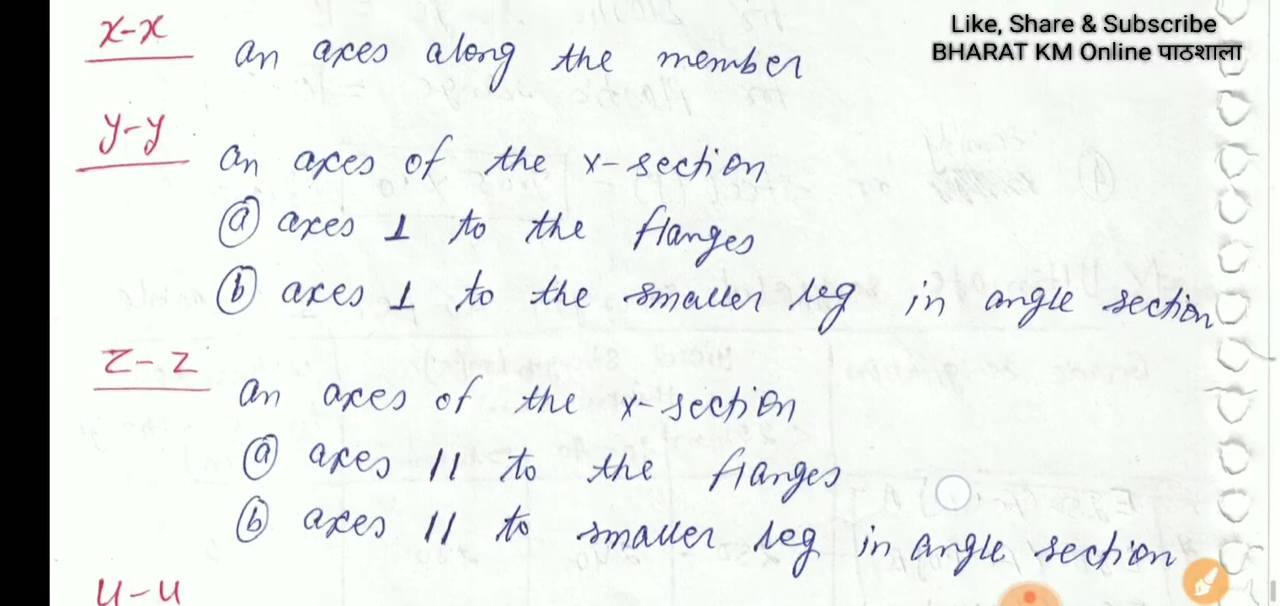 Like, Share & Subscribe
BHARAT KM Online पाठशाला
x-x
an axes along the member
y-y
an axes of the x-section
ⓐ axes ⊥ to the flanges
ⓑ axes ⊥ to the smaller leg in angle section
z-z
an axes of the x-section
ⓐ axes || to the flanges
ⓑ axes || to smaller leg in angle section
u-u